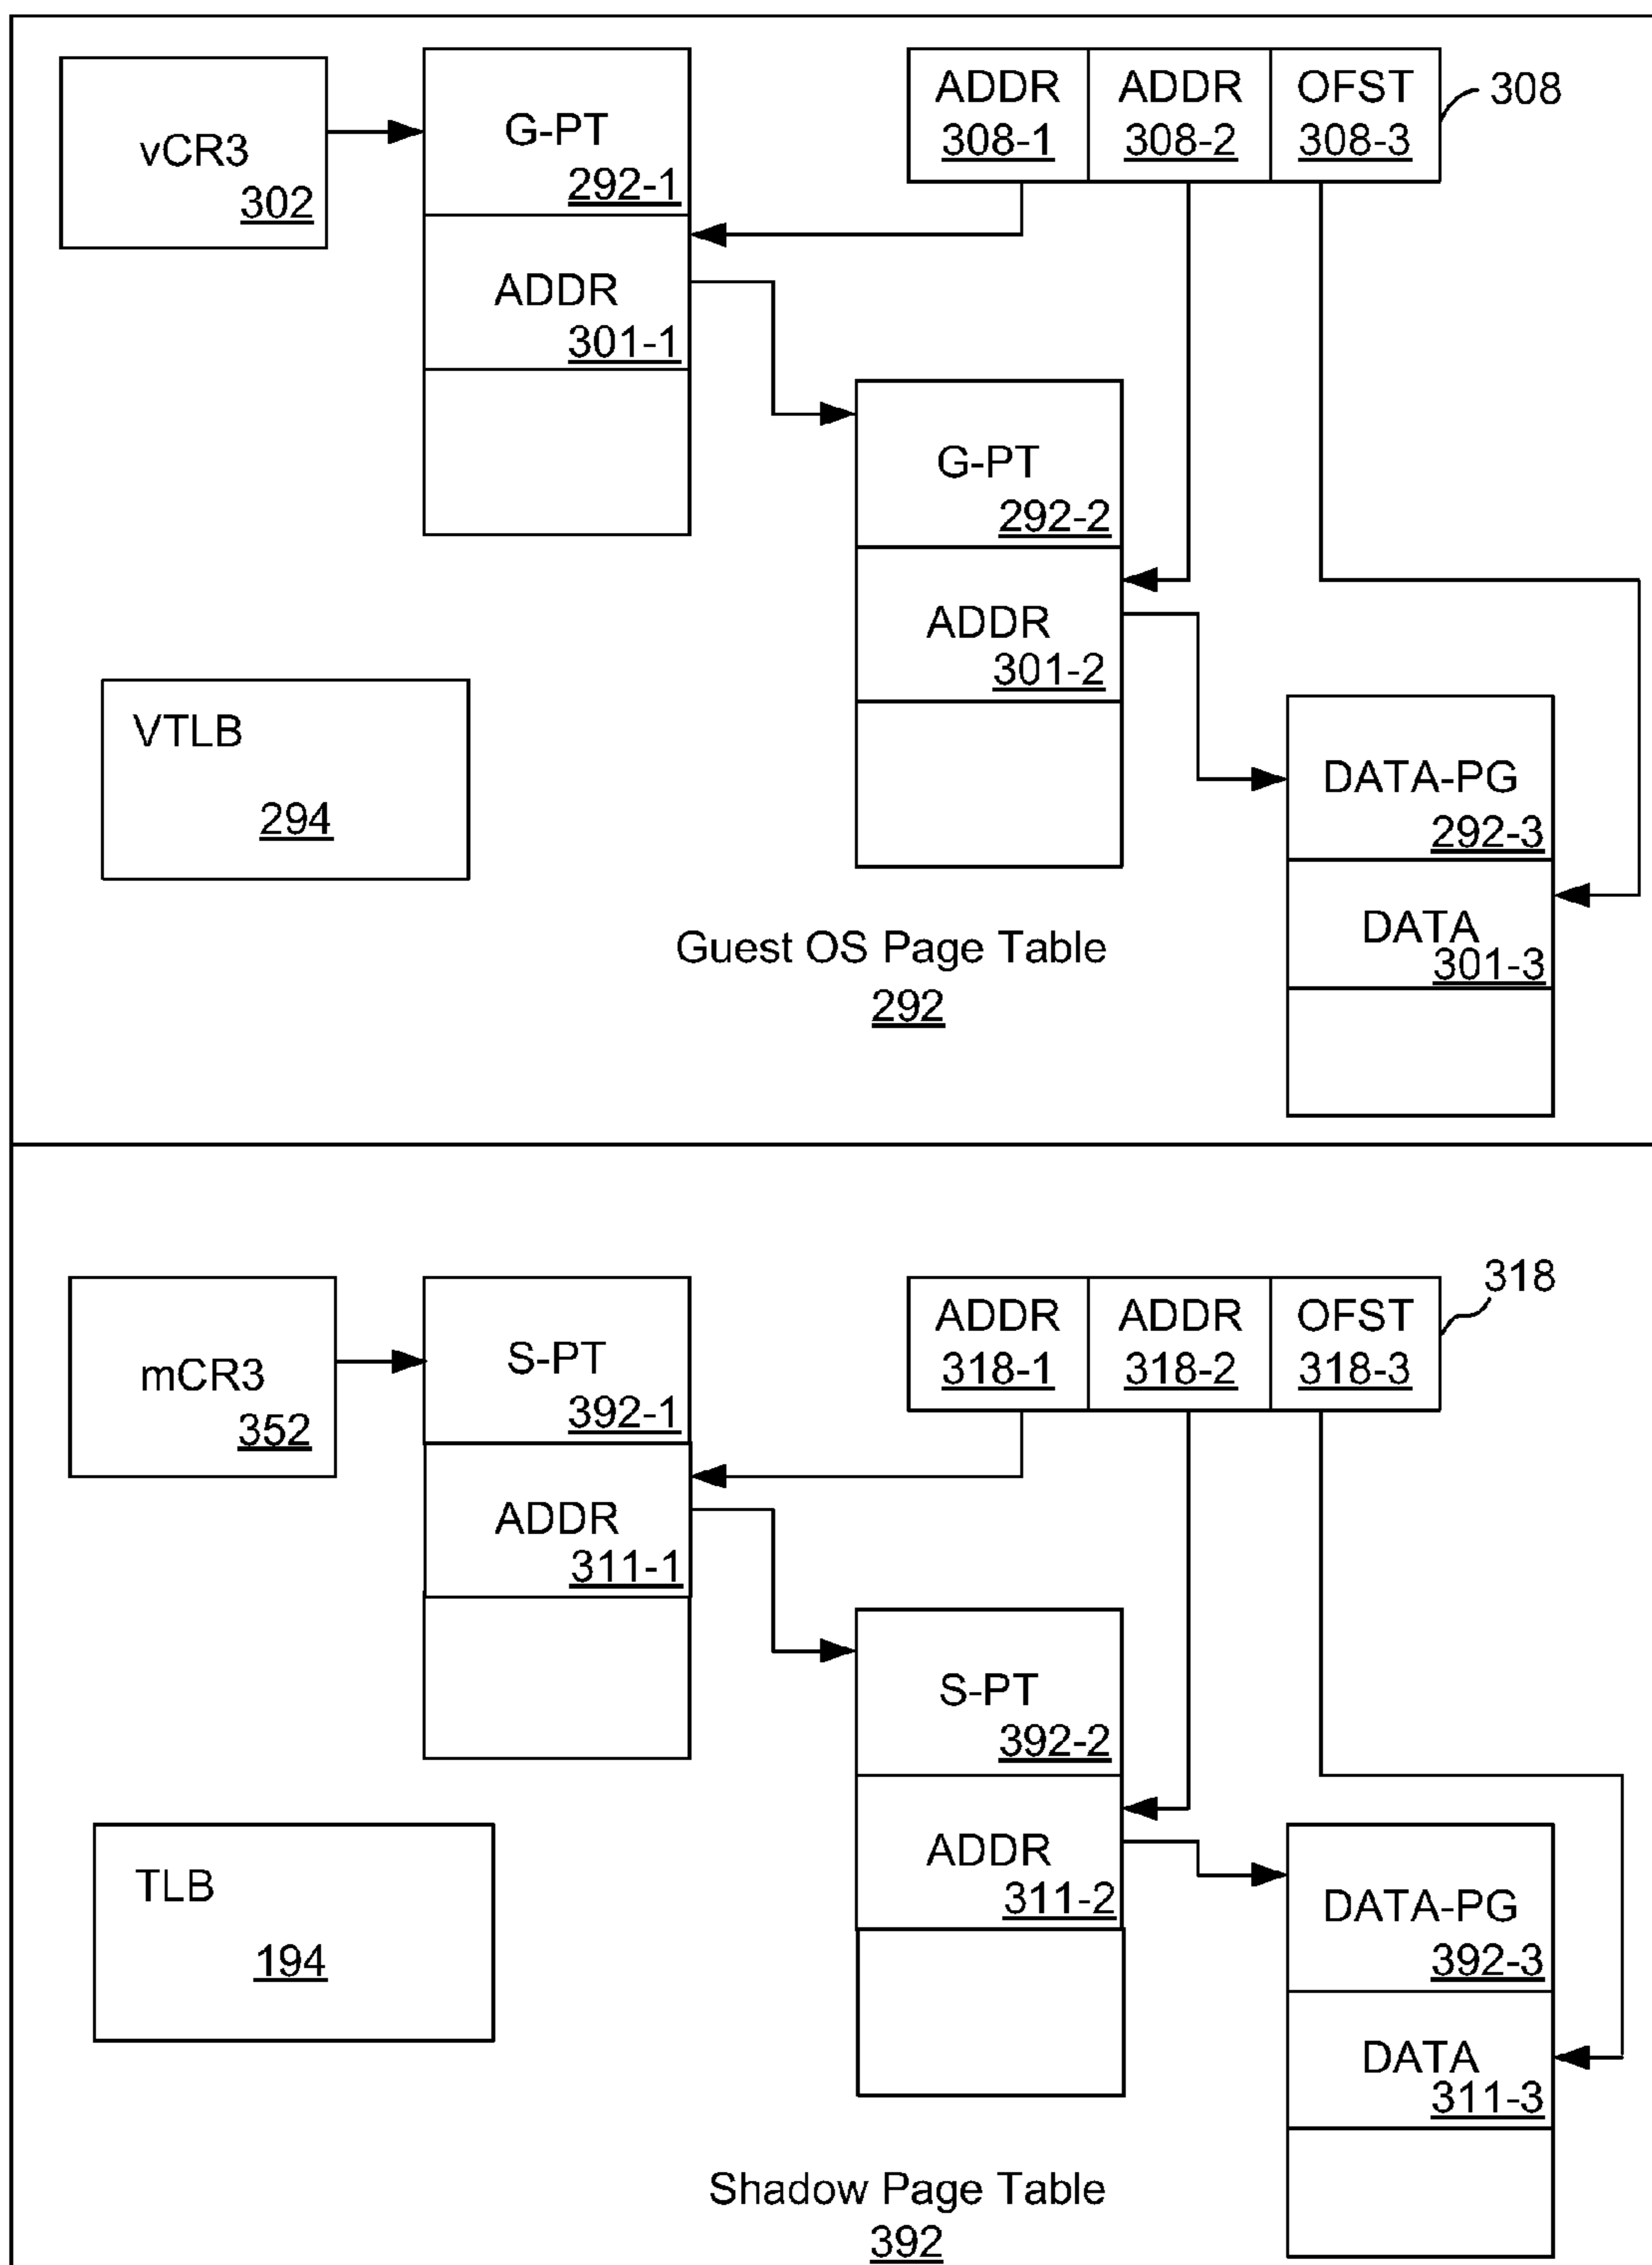 vCR3
302
G-PT
292-1
ADDR
301-1
ADDR
308-1
ADDR
308-2
OFST
308-3
308
G-PT
292-2
ADDR
301-2
VTLB
294
DATA-PG
292-3
DATA
301-3
Guest OS Page Table
292
mCR3
352
S-PT
392-1
ADDR
311-1
ADDR
318-1
ADDR
318-2
OFST
318-3
318
S-PT
392-2
ADDR
311-2
TLB
194
DATA-PG
392-3
DATA
311-3
Shadow Page Table
392